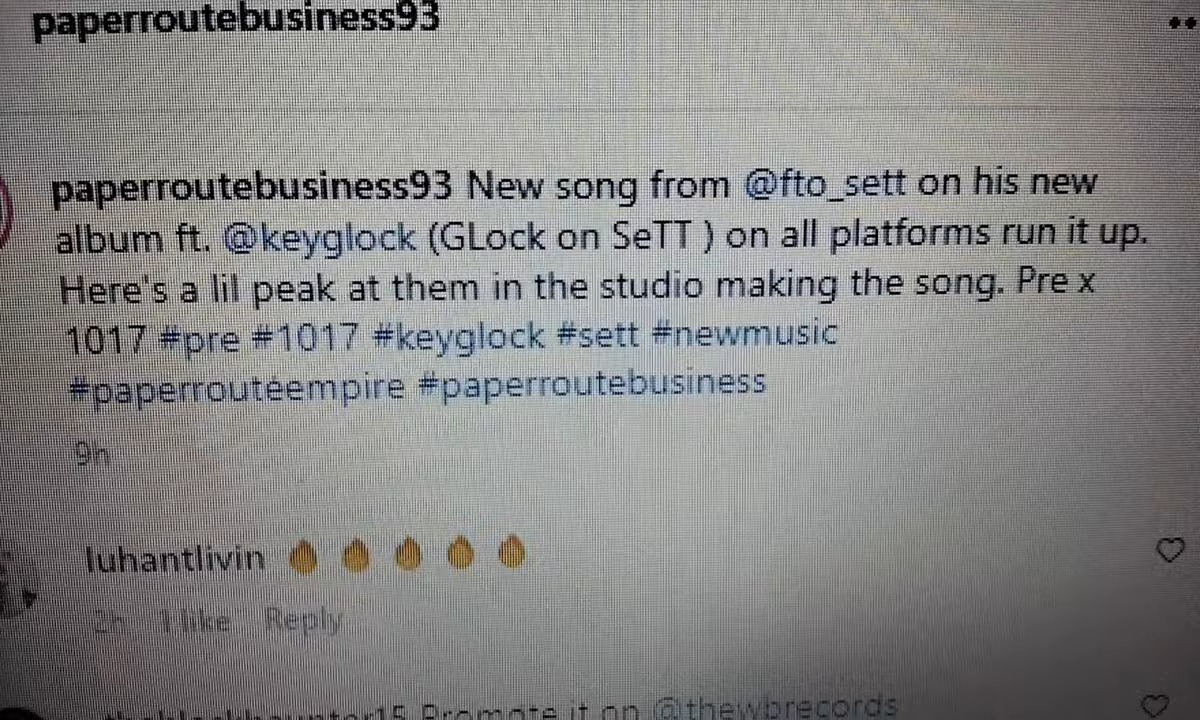 paperroutebusiness93
paperroutebusiness93 New song from @fto_sett on his new
album ft. @keyglock (GLock on SeTT ) on all platforms run it up.
Here's a lil peak at them in the studio making the song. Pre x
1017 #pre #1017 #keyglock #sett #newmusic
#paperrouteempire #paperroutebusiness
9h
luhantlivin
2h 1 like Reply
Promote it on @thewbrecords